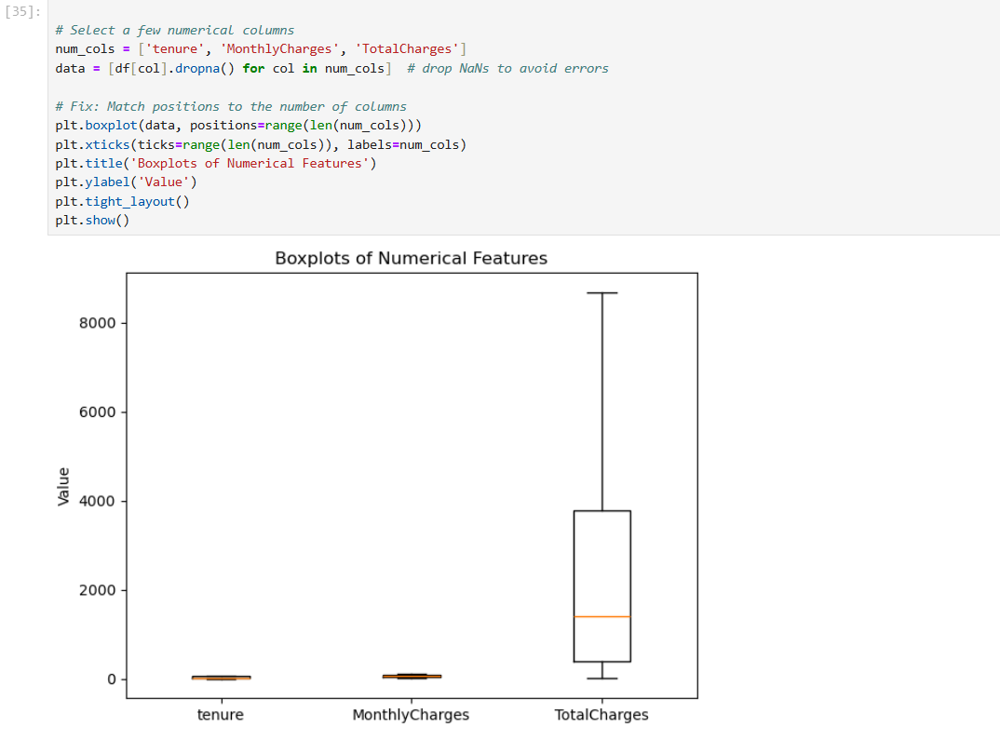 [35]:
# Select a few numerical columns
num_cols = ['tenure', 'MonthlyCharges', 'TotalCharges']
data = [df[col].dropna() for col in num_cols]  # drop NaNs to avoid errors
# Fix: Match positions to the number of columns
plt.boxplot(data, positions=range(len(num_cols)))
plt.xticks(ticks=range(len(num_cols)), labels=num_cols)
plt.title('Boxplots of Numerical Features')
plt.ylabel('Value')
plt.tight_layout()
plt.show()
Boxplots of Numerical Features
8000
6000
Value
4000
2000
0
tenure MonthlyCharges TotalCharges